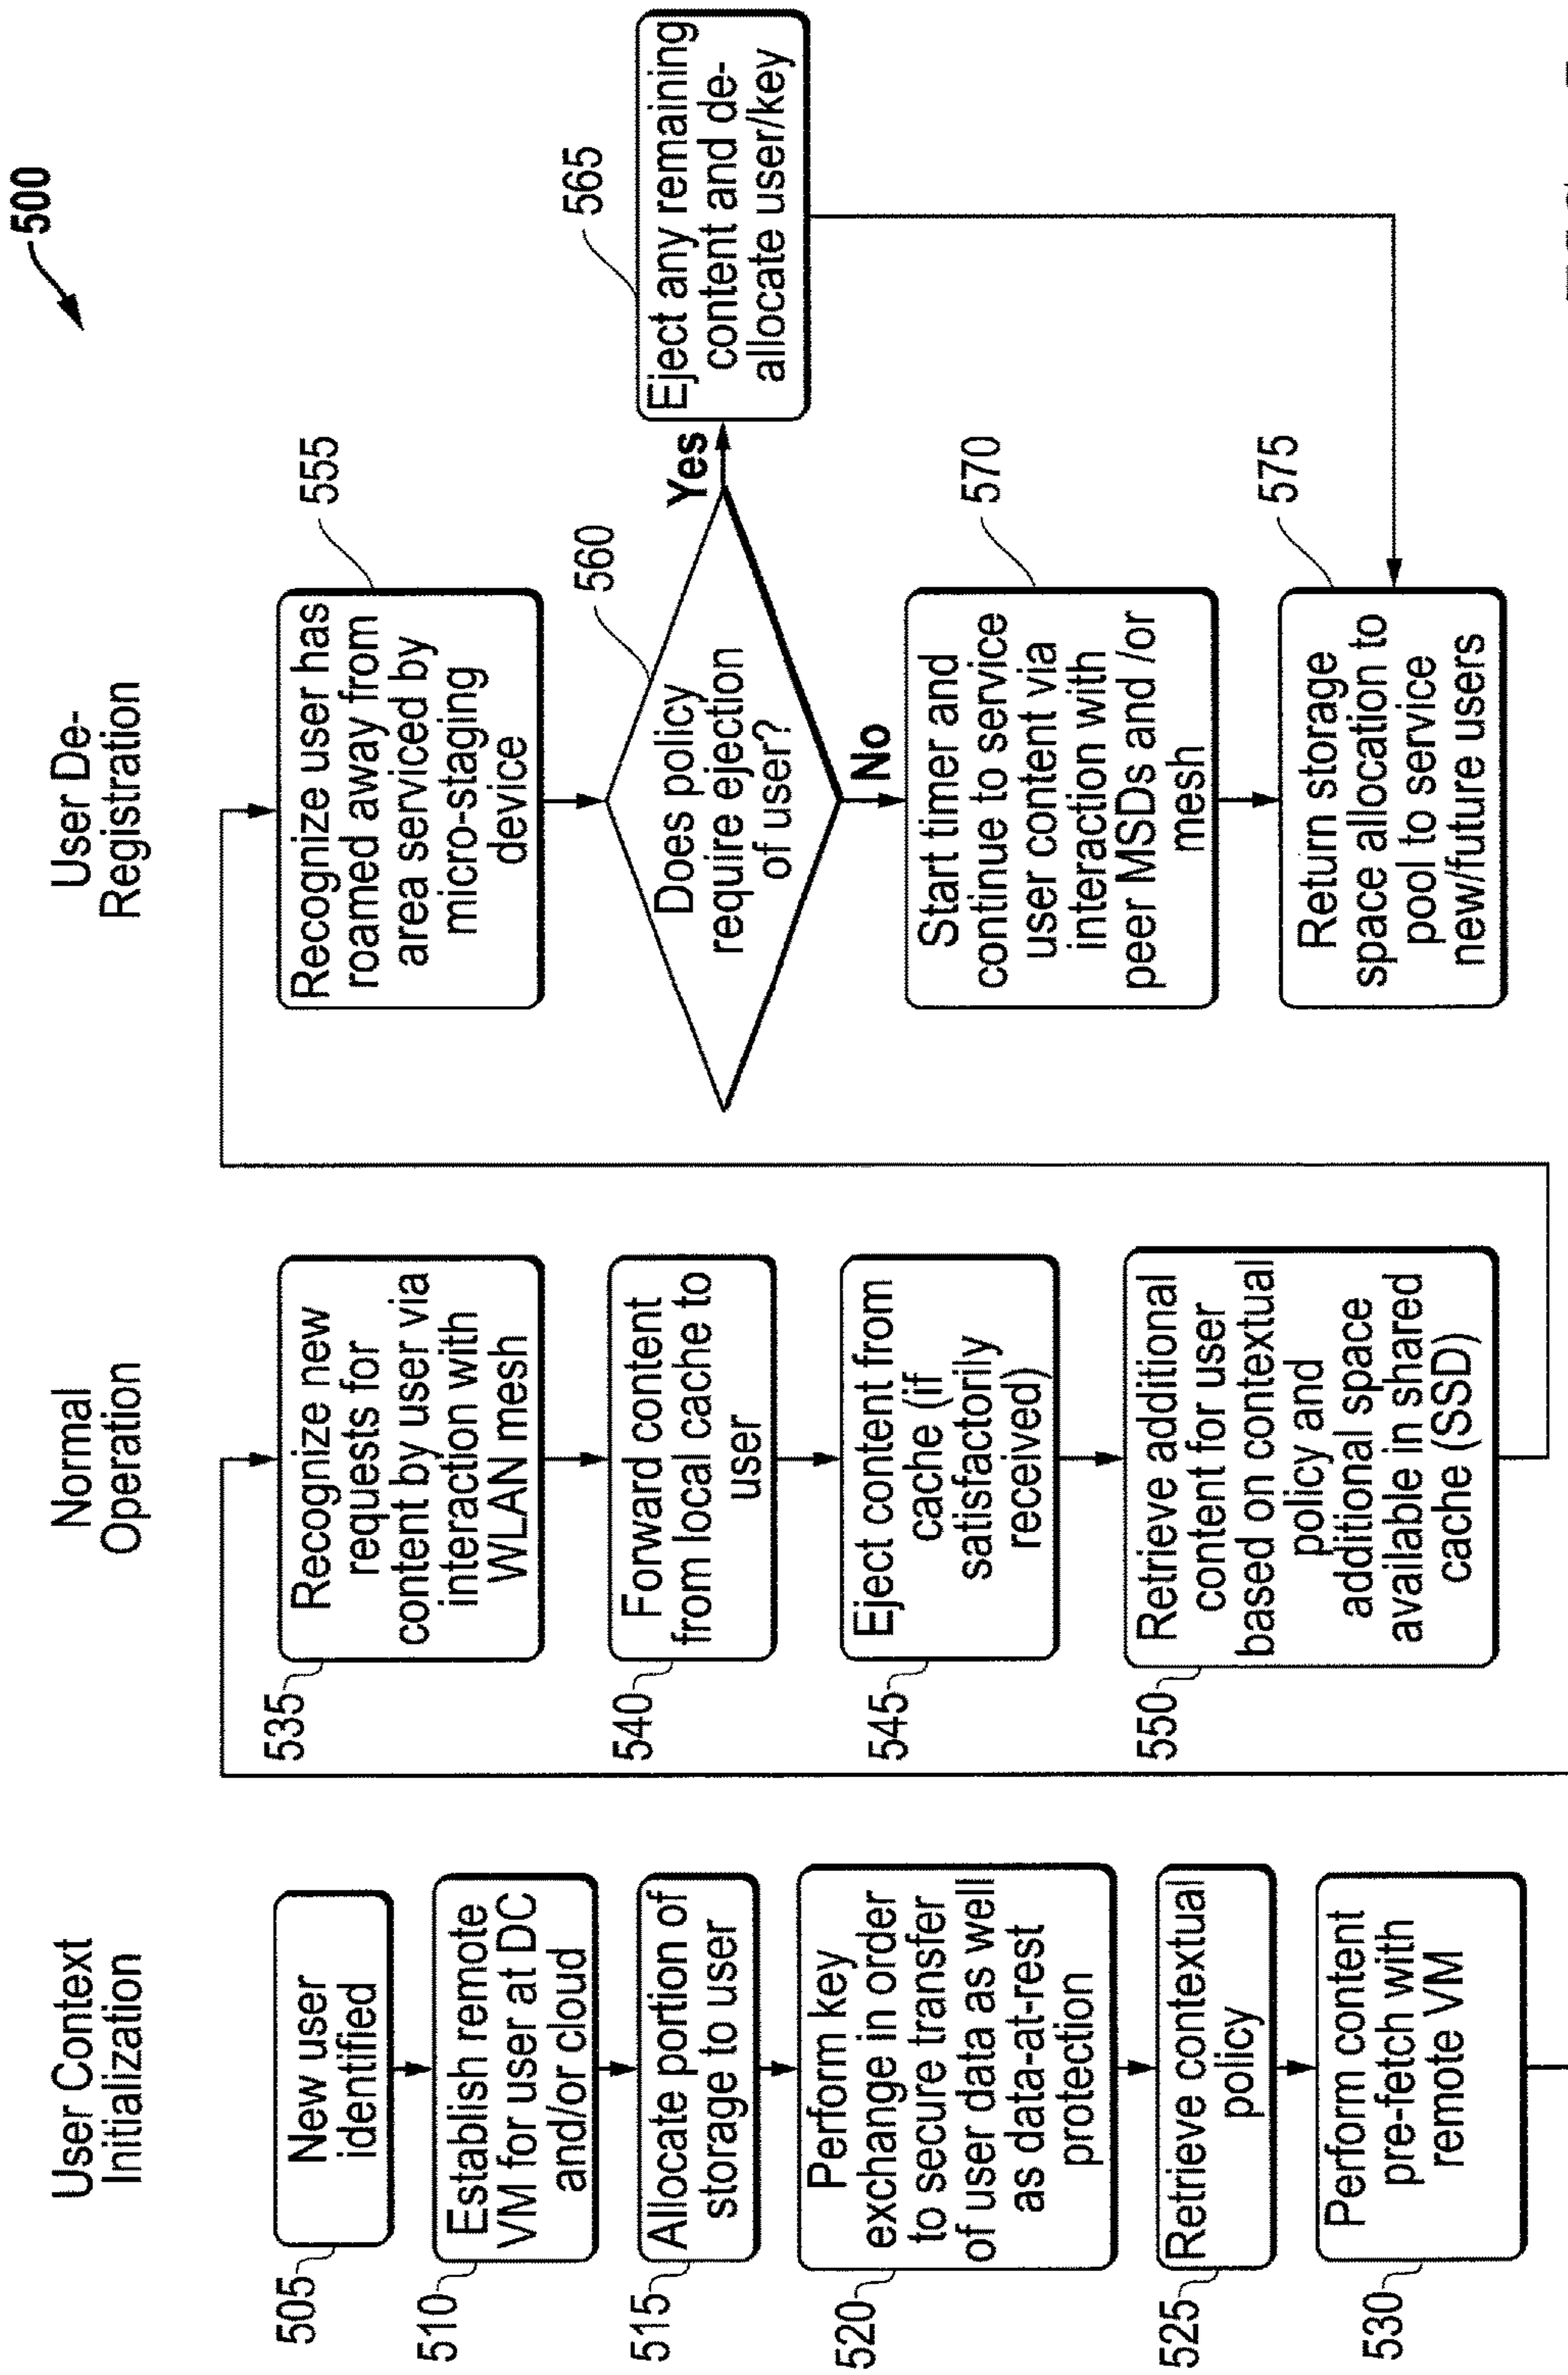 500
User Context
Initialization
505
New user
identified
510
Establish remote
VM for user at DC
and/or cloud
515
Allocate portion of
storage to user
520
Perform key
exchange in order
to secure transfer
of user data as well
as data-at-rest
protection
525
Retrieve contextual
policy
530
Perform content
pre-fetch with
remote VM
Normal
Operation
535
Recognize new
requests for
content by user via
interaction with
WLAN mesh
540
Forward content
from local cache to
user
545
Eject content from
cache (if
satisfactorily
received)
550
Retrieve additional
content for user
based on contextual
policy and
additional space
available in shared
cache (SSD)
User De-
Registration
555
Recognize user has
roamed away from
area serviced by
micro-staging
device
560
Does policy
require ejection
of user?
Yes
565
Eject any remaining
content and de-
allocate user/key
No
570
Start timer and
continue to service
user content via
interaction with
peer MSDs and /or
mesh
575
Return storage
space allocation to
pool to service
new/future users